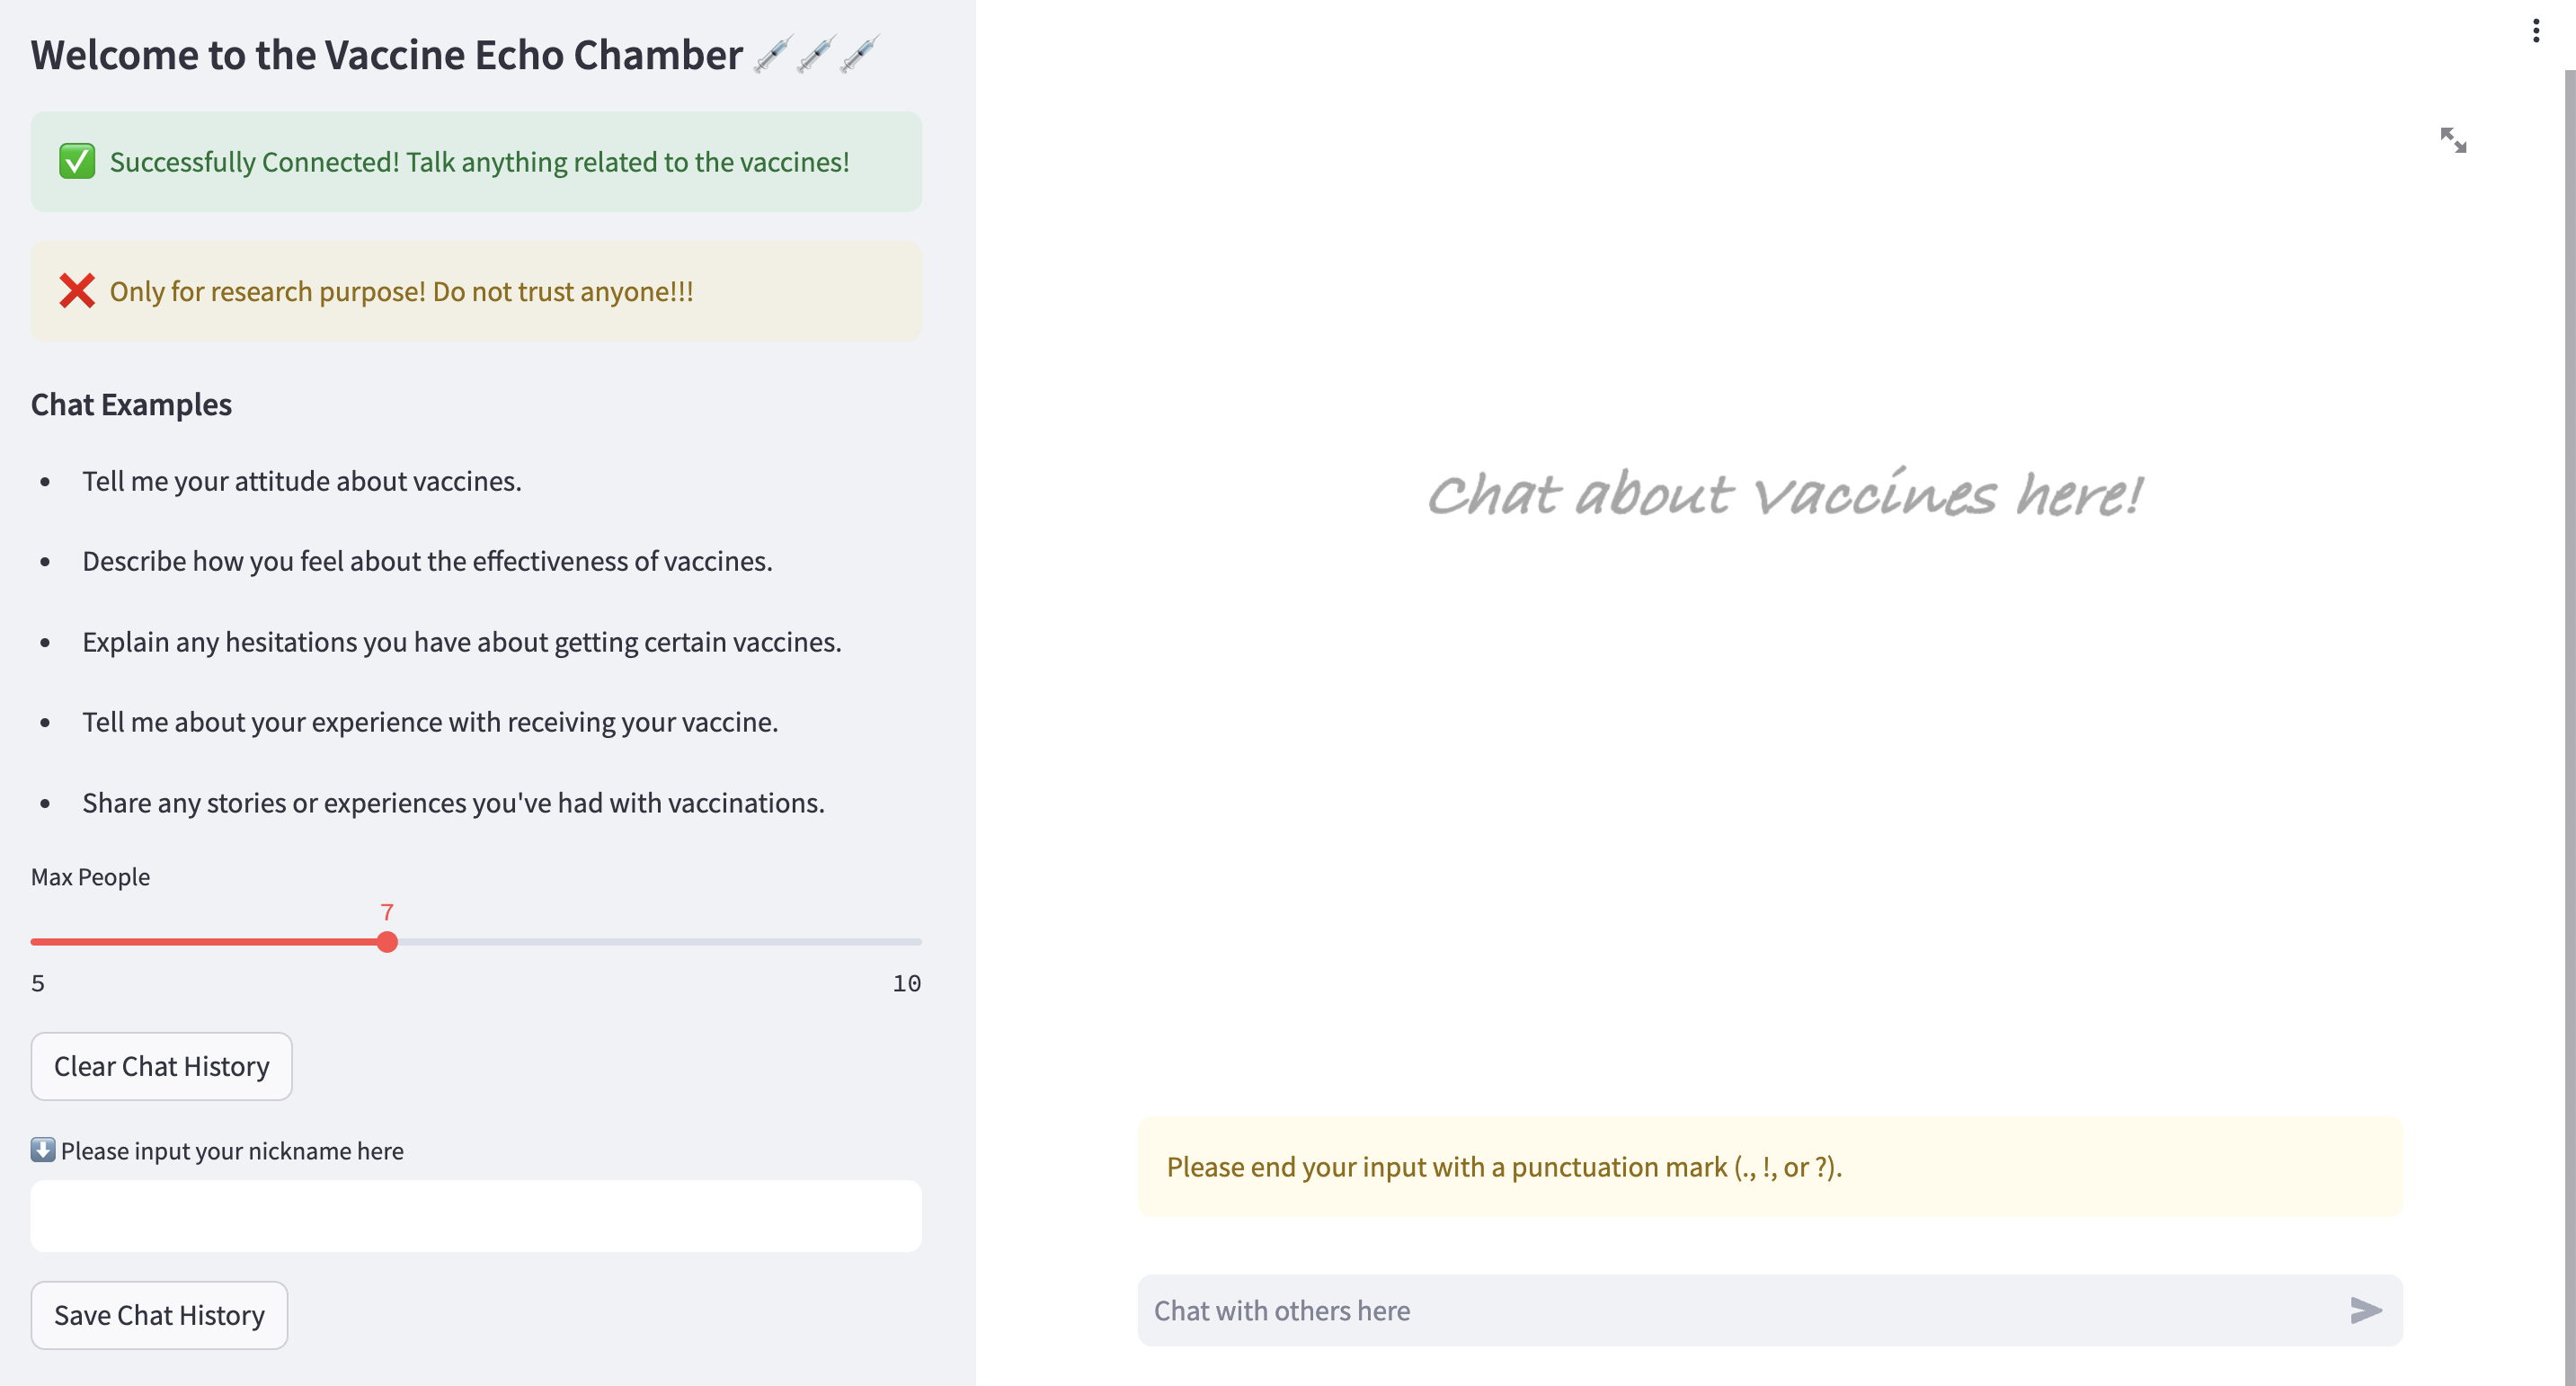 Welcome to the Vaccine Echo Chamber 💉💉💉
✅ Successfully Connected! Talk anything related to the vaccines!
❌ Only for research purpose! Do not trust anyone!!!
Chat Examples
• Tell me your attitude about vaccines.
• Describe how you feel about the effectiveness of vaccines.
• Explain any hesitations you have about getting certain vaccines.
• Tell me about your experience with receiving your vaccine.
• Share any stories or experiences you've had with vaccinations.
Max People
7
5 10
Clear Chat History
⬇️ Please input your nickname here
Save Chat History
Chat about vaccines here!
Please end your input with a punctuation mark (., !, or ?).
Chat with others here